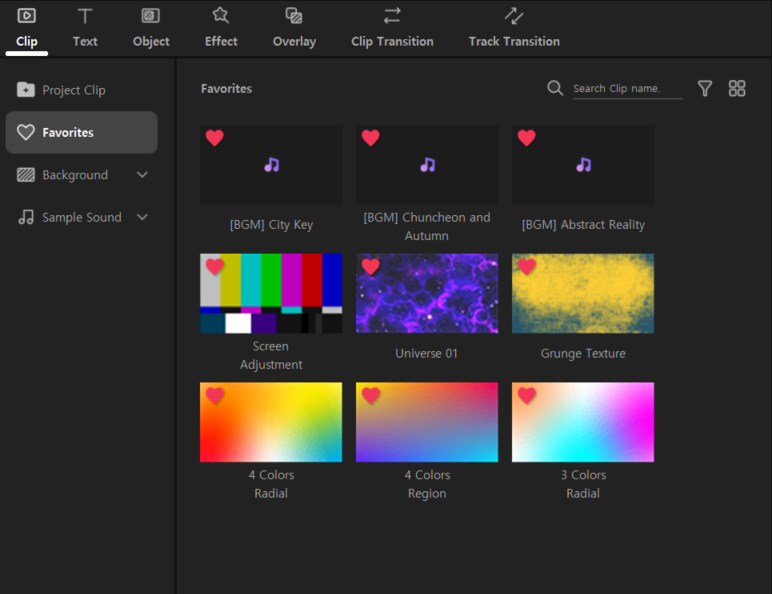 Clip
Text
Object
Effect
Overlay
Clip Transition
Track Transition
Project Clip
Favorites
Background
Sample Sound
Favorites
Search Clip name.
[BGM] City Key
[BGM] Chuncheon and
Autumn
[BGM] Abstract Reality
Screen
Adjustment
Universe 01
Grunge Texture
4 Colors
Radial
4 Colors
Region
3 Colors
Radial